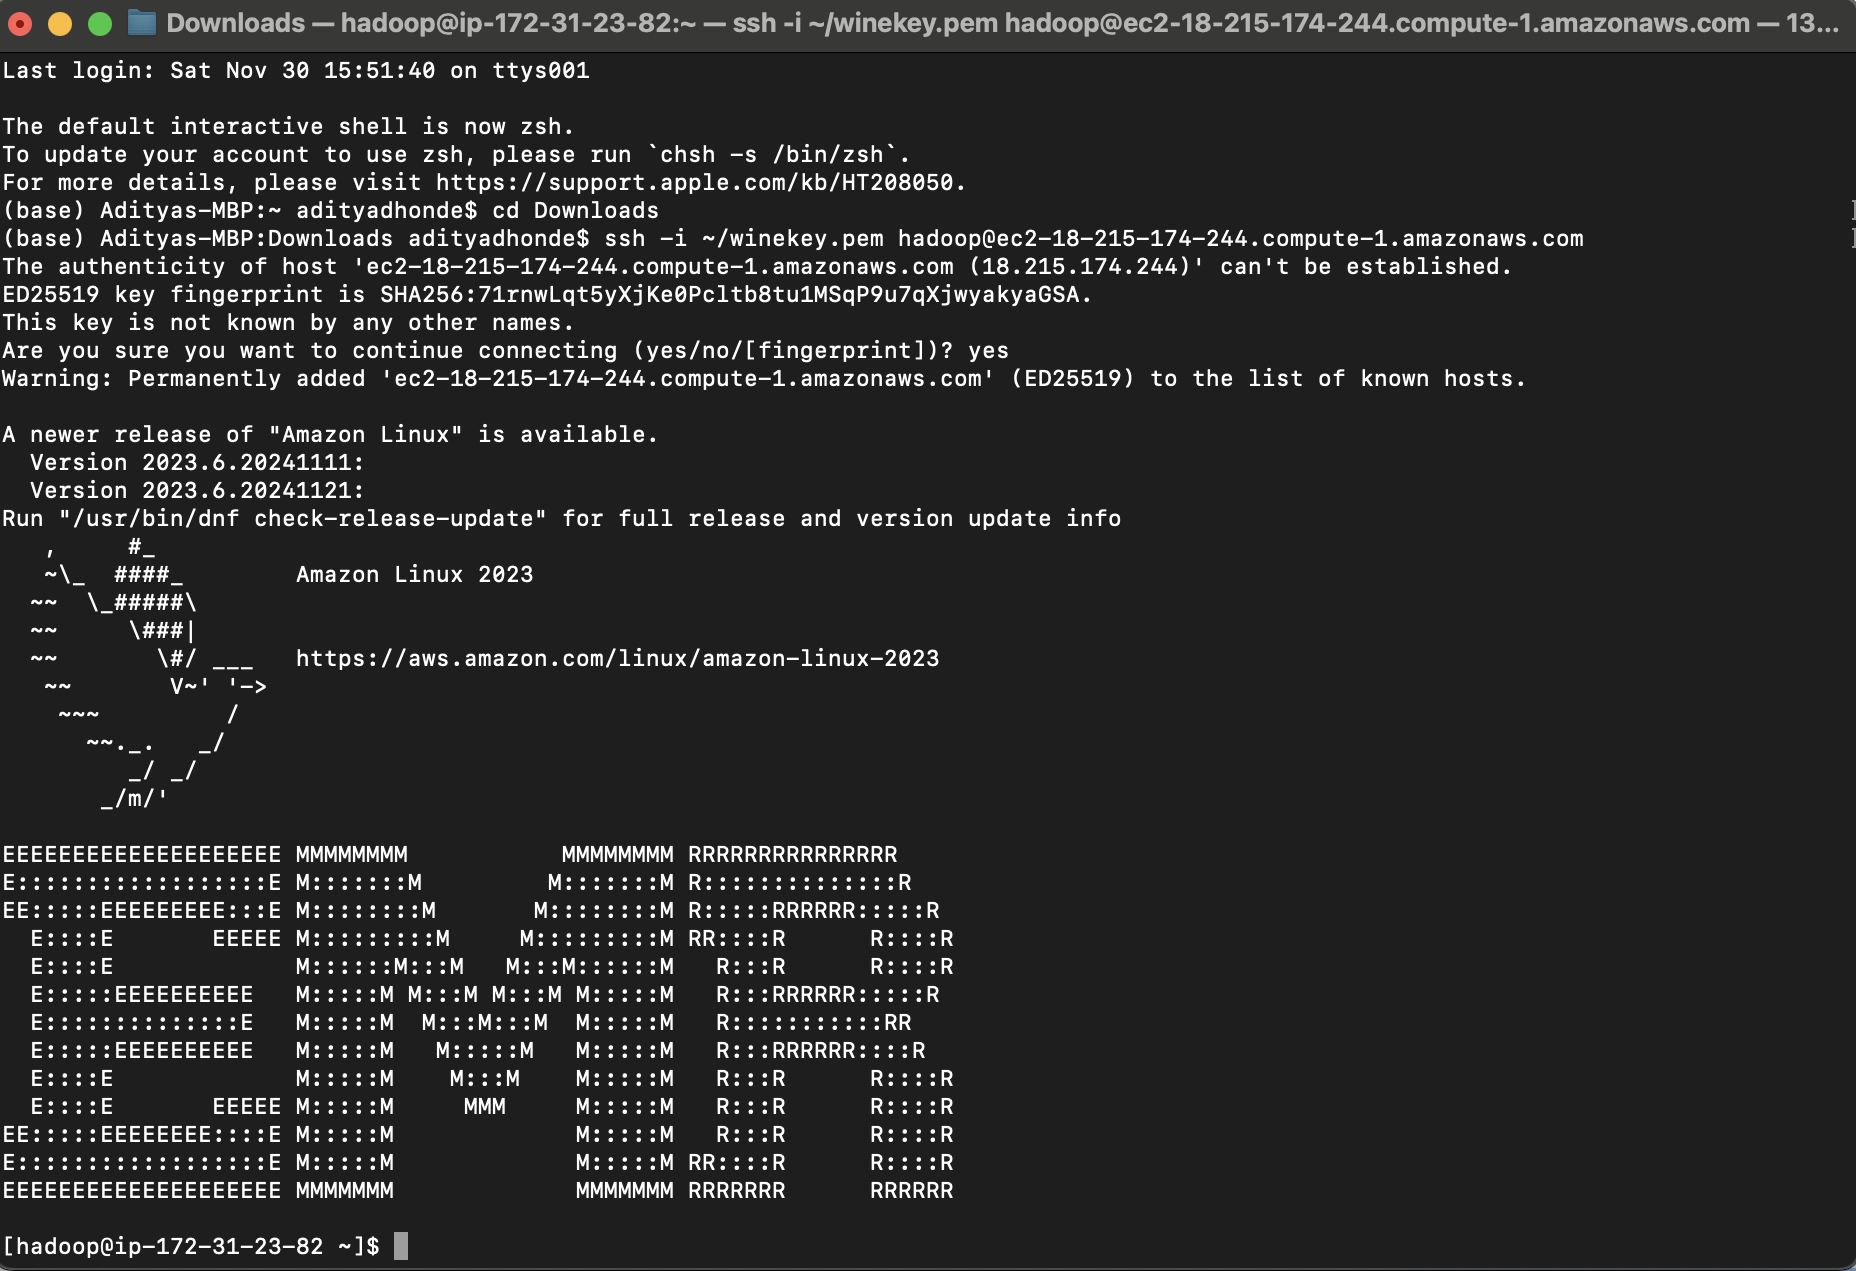 Downloads — hadoop@ip-172-31-23-82:~ — ssh -i ~/winekey.pem hadoop@ec2-18-215-174-244.compute-1.amazonaws.com — 13...
Last login: Sat Nov 30 15:51:40 on ttys001

The default interactive shell is now zsh.
To update your account to use zsh, please run `chsh -s /bin/zsh`.
For more details, please visit https://support.apple.com/kb/HT208050.
(base) Adityas-MBP:~ adityadhonde$ cd Downloads
(base) Adityas-MBP:Downloads adityadhonde$ ssh -i ~/winekey.pem hadoop@ec2-18-215-174-244.compute-1.amazonaws.com
The authenticity of host 'ec2-18-215-174-244.compute-1.amazonaws.com (18.215.174.244)' can't be established.
ED25519 key fingerprint is SHA256:71rnwLqt5yXjKe0Pcltb8tu1MSqP9u7qXjwyakyaGSA.
This key is not known by any other names.
Are you sure you want to continue connecting (yes/no/[fingerprint])? yes
Warning: Permanently added 'ec2-18-215-174-244.compute-1.amazonaws.com' (ED25519) to the list of known hosts.

A newer release of "Amazon Linux" is available.
  Version 2023.6.20241111:
  Version 2023.6.20241121:
Run "/usr/bin/dnf check-release-update" for full release and version update info
   ,     #_
   ~\_  ####_        Amazon Linux 2023
  ~~  \_#####\
  ~~     \###|
  ~~       \#/ ___   https://aws.amazon.com/linux/amazon-linux-2023
   ~~       V~' '->
    ~~~         /
      ~~._.   _/
         _/ _/
       _/m/'

EEEEEEEEEEEEEEEEEEEE MMMMMMMM           MMMMMMMM RRRRRRRRRRRRRRR
E::::::::::::::::::E M:::::::M         M:::::::M R::::::::::::::R
EE:::::EEEEEEEEE:::E M::::::::M       M::::::::M R:::::RRRRRR:::::R
  E::::E       EEEEE M:::::::::M     M:::::::::M RR::::R      R::::R
  E::::E             M::::::M:::M   M:::M::::::M   R:::R      R::::R
  E:::::EEEEEEEEEE   M:::::M M:::M M:::M M:::::M   R:::RRRRRR:::::R
  E::::::::::::::E   M:::::M  M:::M:::M  M:::::M   R:::::::::::RR
  E:::::EEEEEEEEEE   M:::::M   M:::::M   M:::::M   R:::RRRRRR::::R
  E::::E             M:::::M    M:::M    M:::::M   R:::R      R::::R
  E::::E       EEEEE M:::::M     MMM     M:::::M   R:::R      R::::R
EE:::::EEEEEEEE::::E M:::::M             M:::::M   R:::R      R::::R
E::::::::::::::::::E M:::::M             M:::::M RR::::R      R::::R
EEEEEEEEEEEEEEEEEEEE MMMMMMM             MMMMMMM RRRRRRR      RRRRRR

[hadoop@ip-172-31-23-82 ~]$